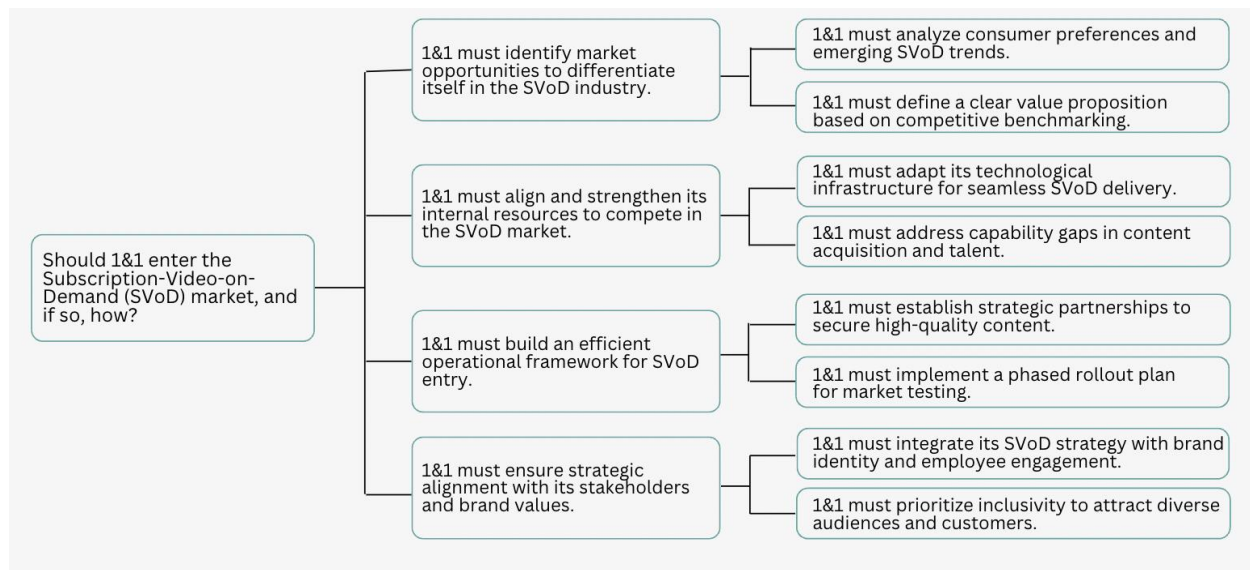 Should 1&1 enter the
Subscription-Video-on-
Demand (SVoD) market, and
if so, how?
1&1 must identify market
opportunities to differentiate
itself in the SVoD industry.
1&1 must analyze consumer preferences and
emerging SVoD trends.
1&1 must define a clear value proposition
based on competitive benchmarking.
1&1 must align and strengthen its
internal resources to compete in
the SVoD market.
1&1 must adapt its technological
infrastructure for seamless SVoD delivery.
1&1 must address capability gaps in content
acquisition and talent.
1&1 must build an efficient
operational framework for SVoD
entry.
1&1 must establish strategic partnerships to
secure high-quality content.
1&1 must implement a phased rollout plan
for market testing.
1&1 must ensure strategic
alignment with its stakeholders
and brand values.
1&1 must integrate its SVoD strategy with brand
identity and employee engagement.
1&1 must prioritize inclusivity to attract diverse
audiences and customers.